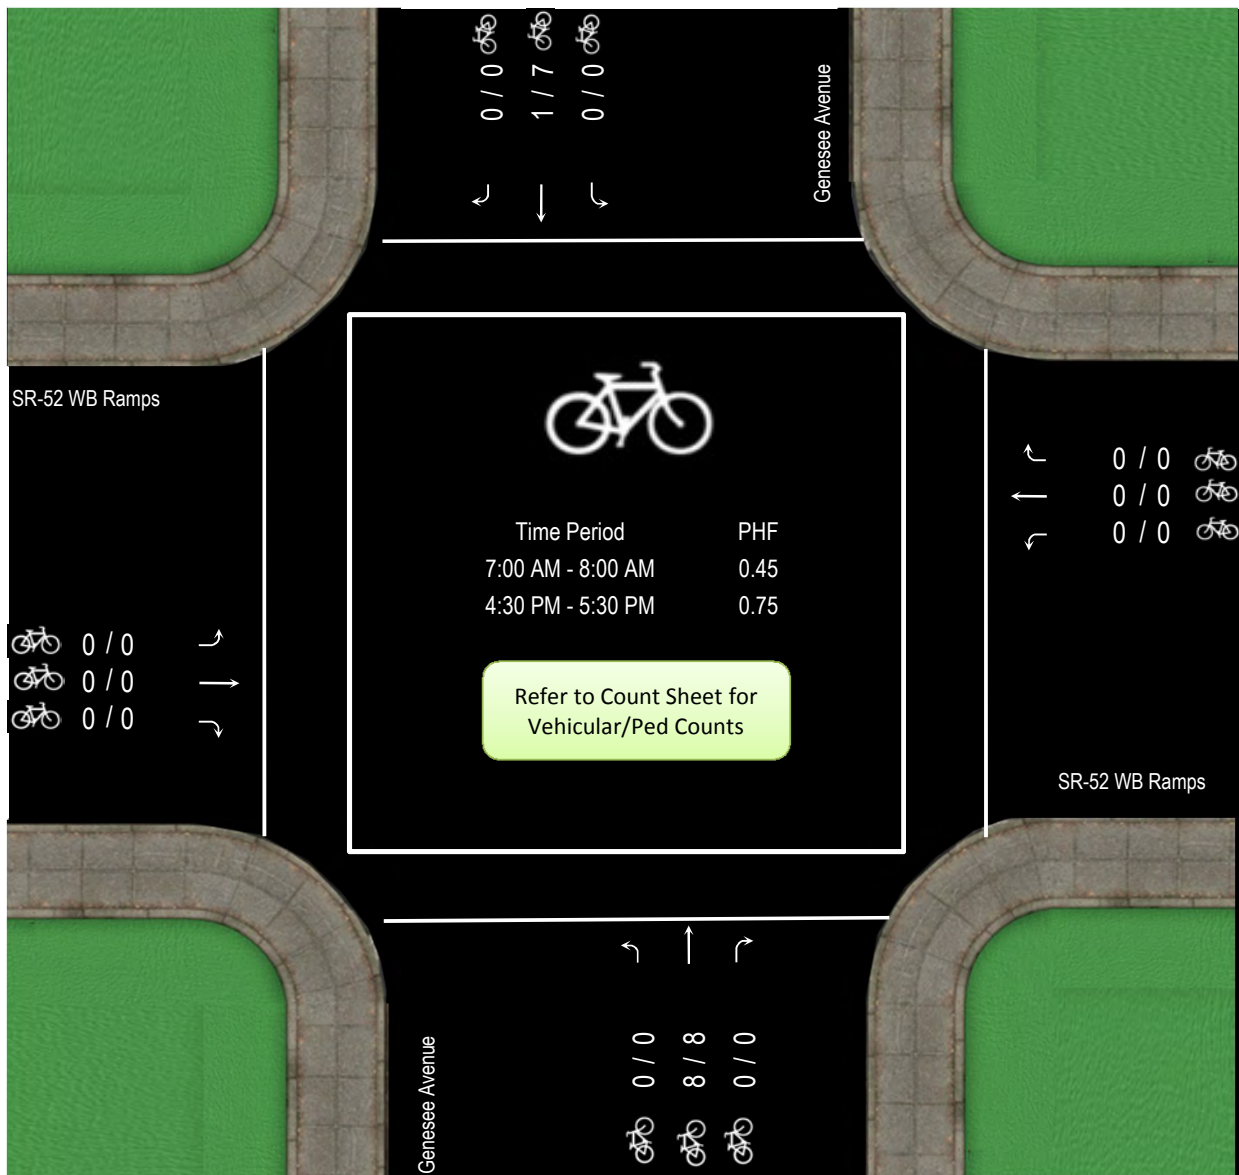 0 / 0
1 / 7
0 / 0
Genesee Avenue
SR-52 WB Ramps
0 / 0
0 / 0
0 / 0
Time Period PHF
7:00 AM - 8:00 AM 0.45
4:30 PM - 5:30 PM 0.75
0 / 0
0 / 0
0 / 0
Refer to Count Sheet for
Vehicular/Ped Counts
SR-52 WB Ramps
Genesee Avenue
0 / 0
8 / 8
0 / 0